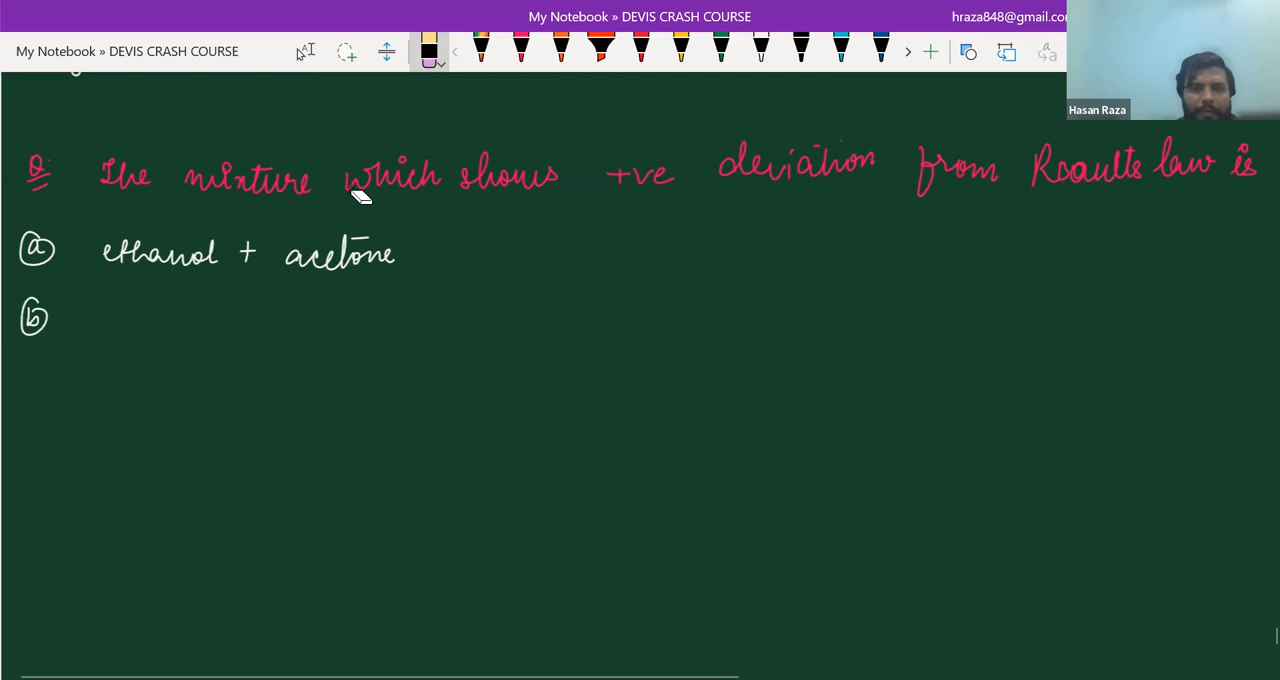 My Notebook » DEVIS CRASH COURSE
hraza848@gmail.co
My Notebook » DEVIS CRASH COURSE
Hasan Raza
Q: The mixture which shows +ve deviation from Roaults law is
a ethanol + acetone
b